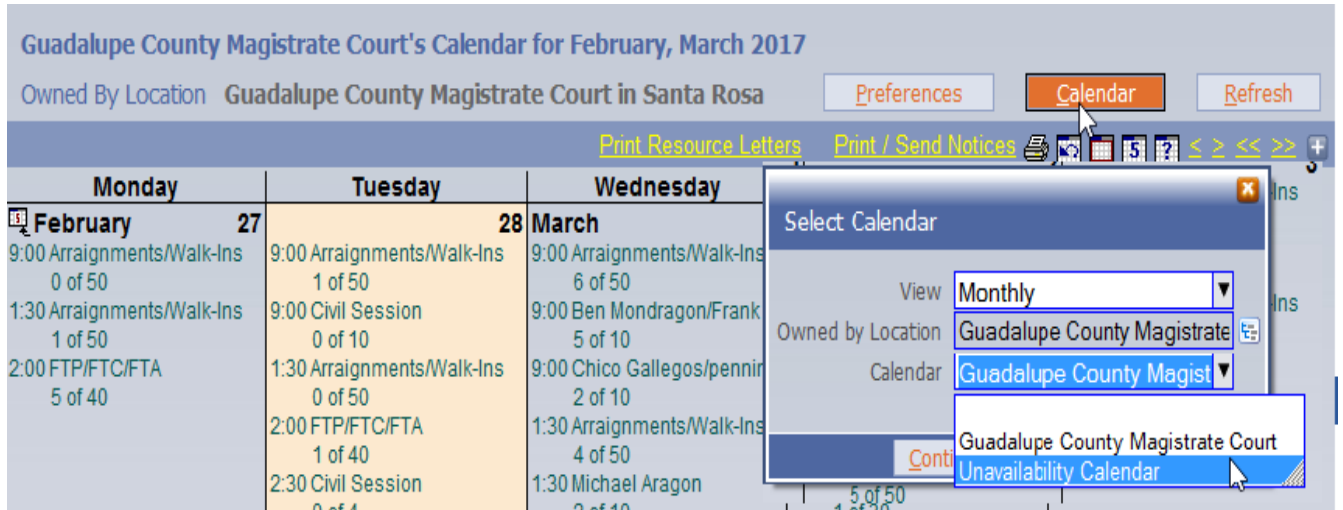 Guadalupe County Magistrate Court's Calendar for February, March 2017
Owned By Location Guadalupe County Magistrate Court in Santa Rosa Preferences Calendar Refresh
Print Resource Letters Print / Send Notices 5 ? < > << >> +
Monday Tuesday Wednesday
February 27
9:00 Arraignments/Walk-Ins
0 of 50
1:30 Arraignments/Walk-Ins
1 of 50
2:00 FTP/FTC/FTA
5 of 40
28
9:00 Arraignments/Walk-Ins
1 of 50
9:00 Civil Session
0 of 10
1:30 Arraignments/Walk-Ins
0 of 50
2:00 FTP/FTC/FTA
1 of 40
2:30 Civil Session
March
9:00 Arraignments/Walk-Ins
6 of 50
9:00 Ben Mondragon/Frank
5 of 10
9:00 Chico Gallegos/pennin
2 of 10
1:30 Arraignments/Walk-Ins
4 of 50
1:30 Michael Aragon
Select Calendar
View Monthly
Owned by Location Guadalupe County Magistrate
Calendar Guadalupe County Magist
Guadalupe County Magistrate Court
Unavailability Calendar
Conti
3
Ins
Ins
5 of 50